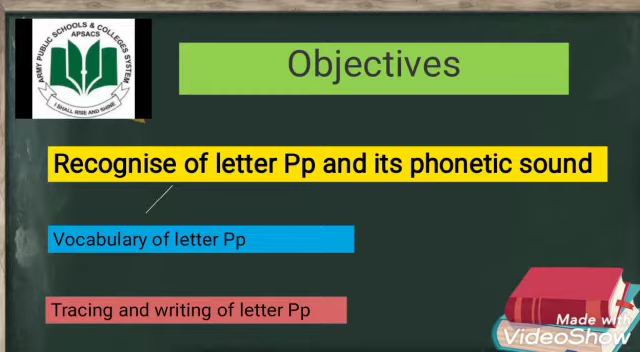 ARMY PUBLIC SCHOOLS & COLLEGES SYSTEM
APSACS
I SHALL RISE AND SHINE
Objectives
Recognise of letter Pp and its phonetic sound
Vocabulary of letter Pp
Tracing and writing of letter Pp
Made with
VideoShow